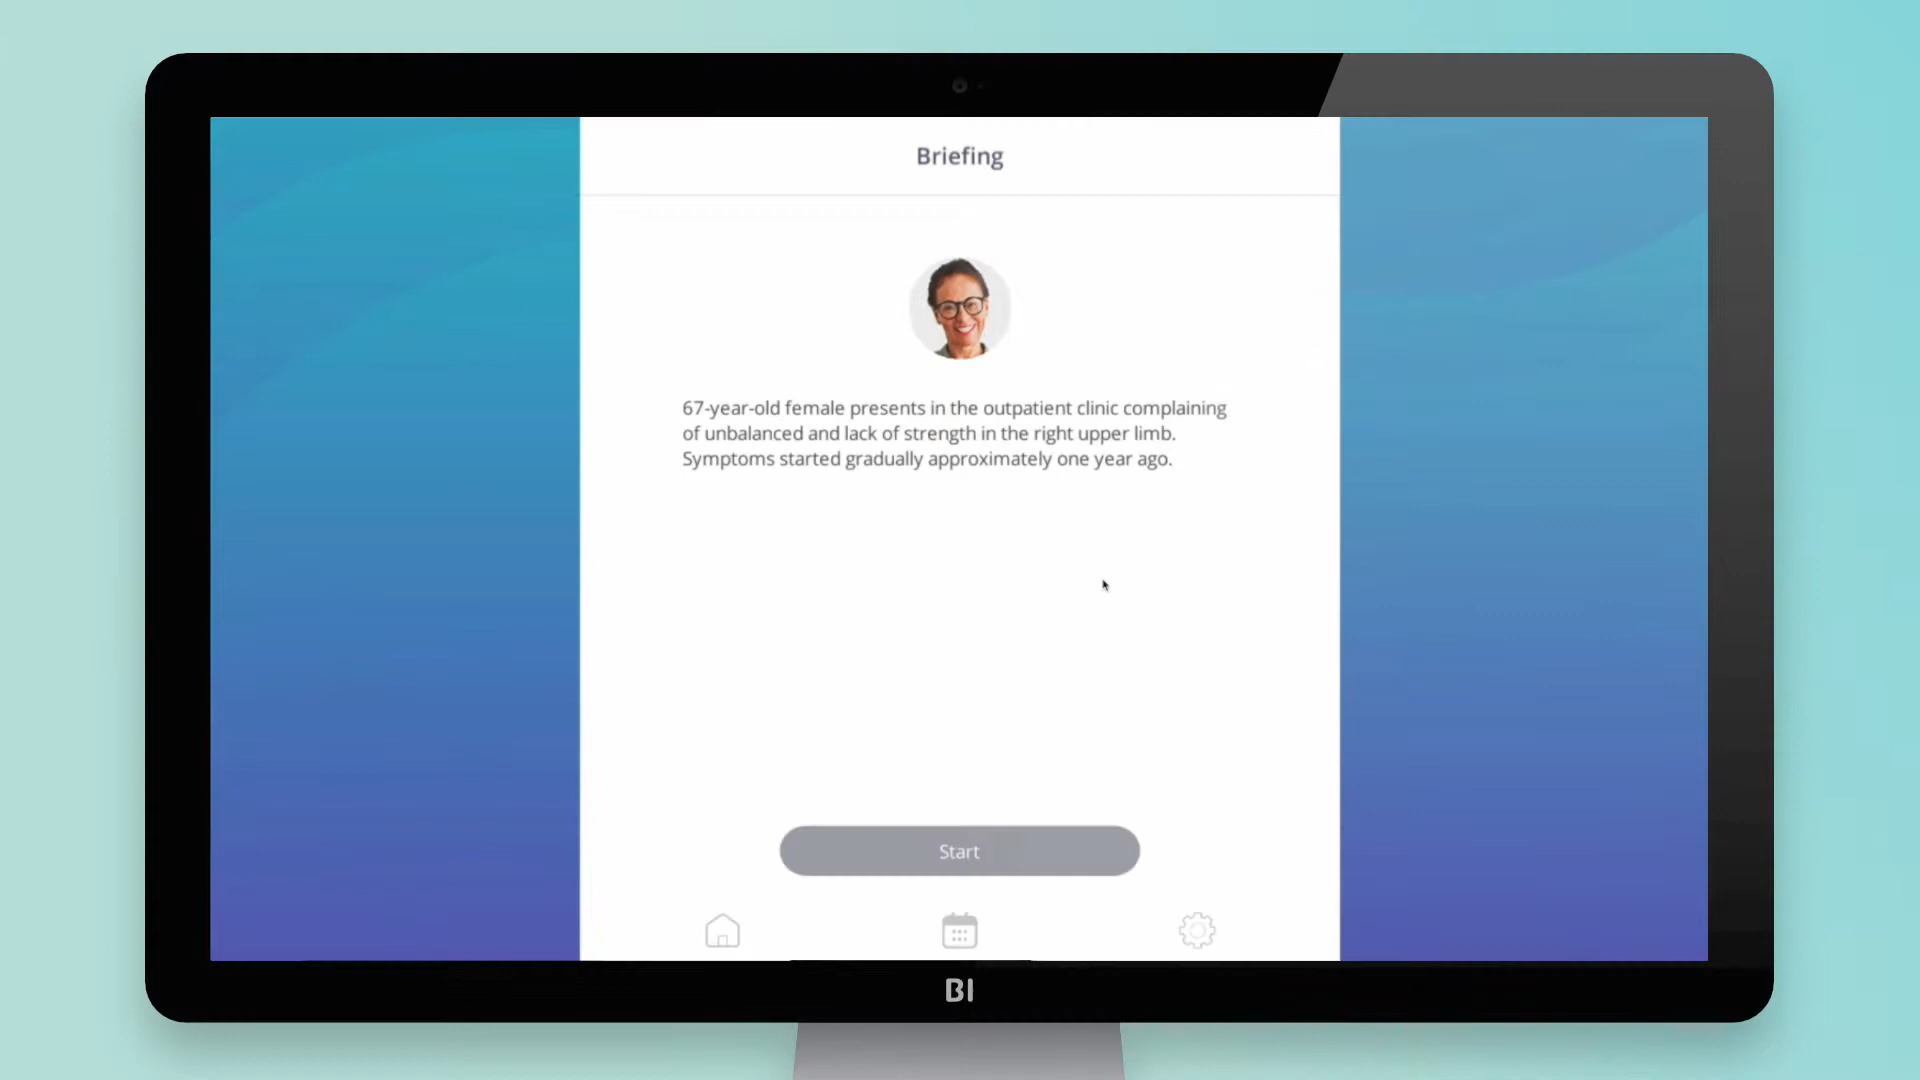 Briefing
67-year-old female presents in the outpatient clinic complaining
of unbalanced and lack of strength in the right upper limb.
Symptoms started gradually approximately one year ago.
Start
BI